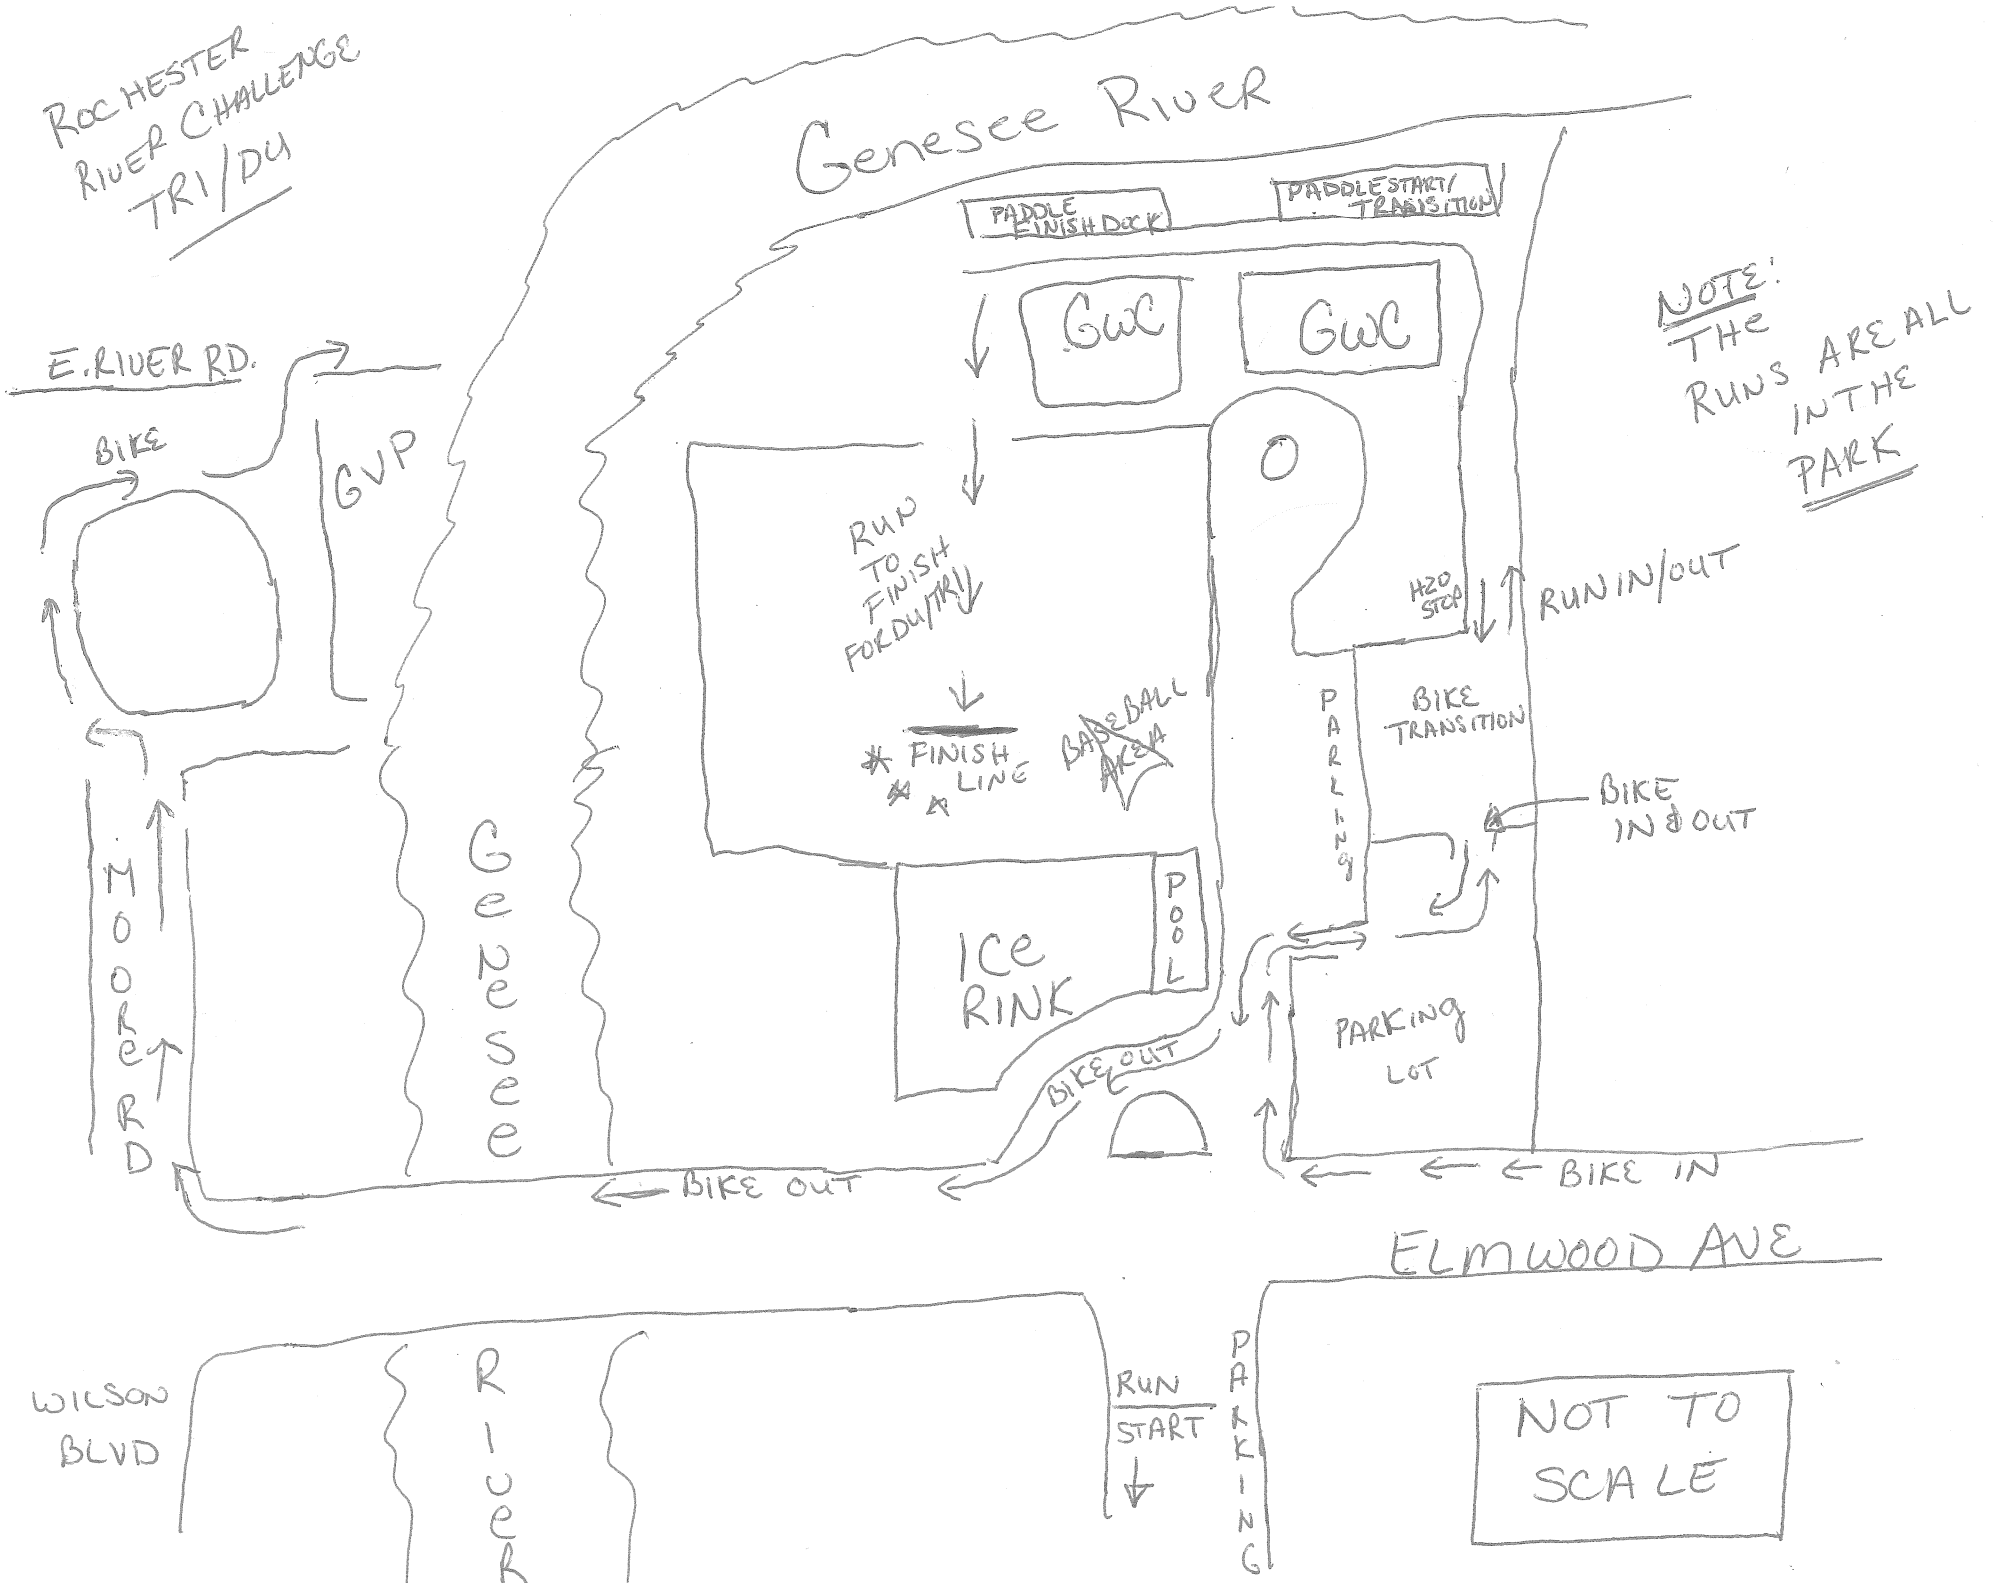 ROCHESTER
RIVER CHALLENGE
TRI/DU
Genesee River
PADDLE
FINISH DOCK
PADDLE START/
TRANSITION
GWC
GWC
NOTE:
THE
RUNS ARE ALL
IN THE
PARK
E. RIVER RD.
BIKE
GVP
O
RUN
TO
FINISH
FOR DU/TRI
H2O
STOP
RUN IN/OUT
FINISH
LINE
BASEBALL
AREA
PARKING
BIKE
TRANSITION
BIKE
IN & OUT
MOORE RD
Genesee
ICE
RINK
POOL
PARKING
LOT
BIKE OUT
BIKE OUT
BIKE IN
ELMWOOD AVE
WILSON
BLVD
RIVER
RUN
START
PARKING
NOT TO
SCALE